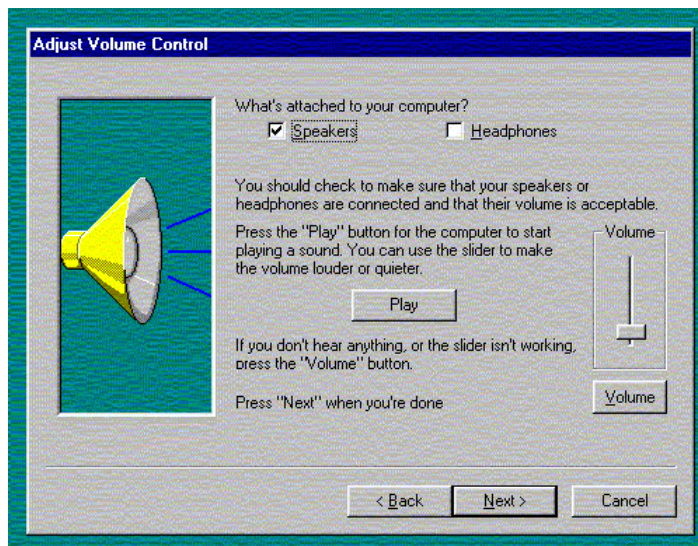 Adjust Volume Control
What's attached to your computer?
Speakers Headphones
You should check to make sure that your speakers or
headphones are connected and that their volume is acceptable.
Press the "Play" button for the computer to start
playing a sound. You can use the slider to make
the volume louder or quieter.
Volume
Play
If you don't hear anything, or the slider isn't working,
press the "Volume" button.
Volume
Press "Next" when you're done
< Back Next > Cancel